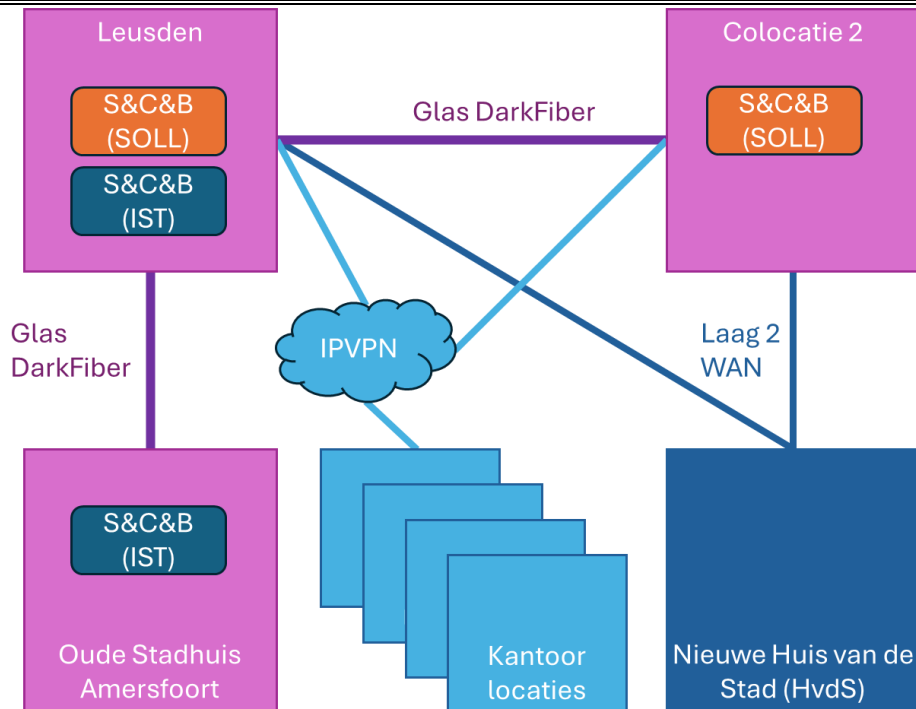 Leusden
Colocatie 2
S&C&B
(SOLL)
Glas DarkFiber
S&C&B
(SOLL)
S&C&B
(IST)
Glas
DarkFiber
IPVPN
Laag 2
WAN
S&C&B
(IST)
Oude Stadhuis
Amersfoort
Kantoor
locaties
Nieuwe Huis van de
Stad (HvdS)